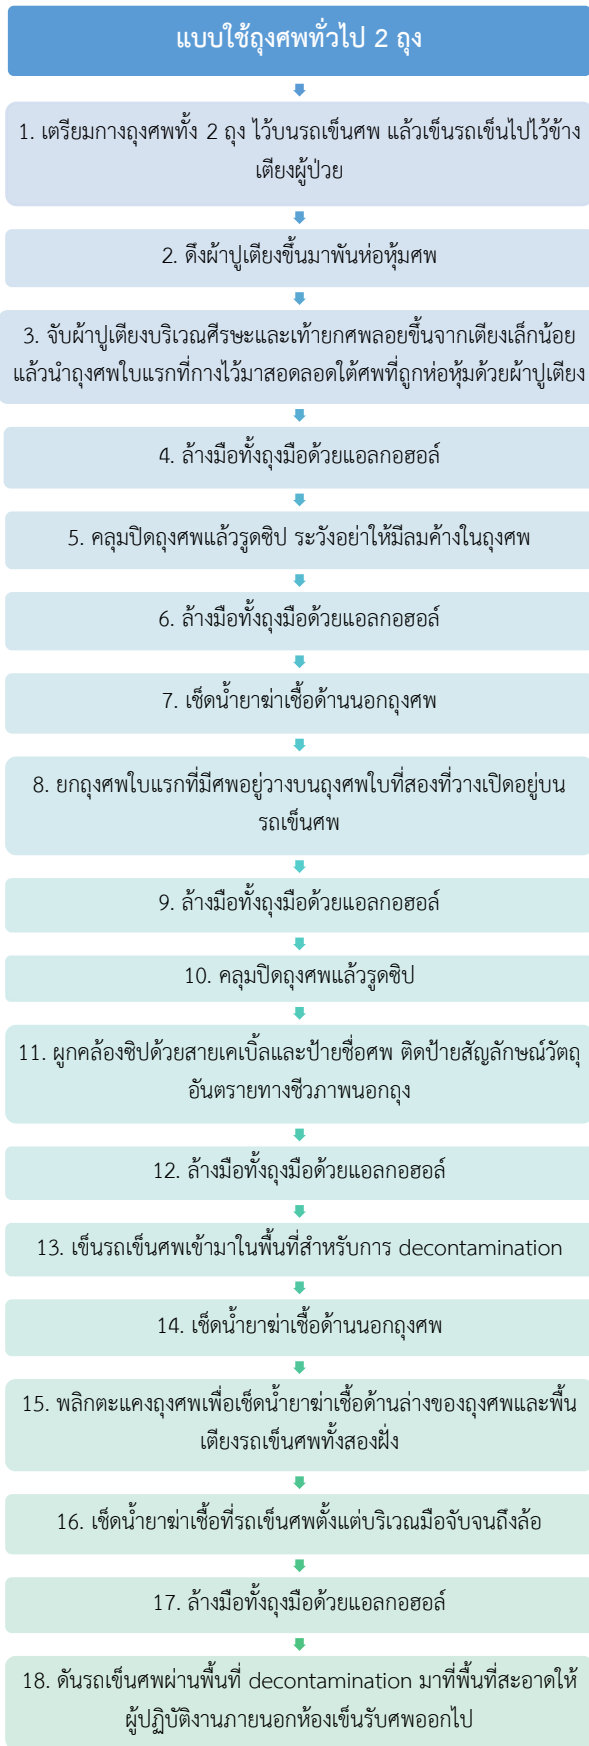 แบบใช้ถุงศพทั่วไป 2 ถุง
1. เตรียมกางถุงศพทั้ง 2 ถุง ไว้บนรถเข็นศพ แล้วเข็นรถเข็นไปไว้ข้าง
เตียงผู้ป่วย
2. ดึงผ้าปูเตียงขึ้นมาพันห่อหุ้มศพ
3. จับผ้าปูเตียงบริเวณศีรษะและเท้ายกศพลอยขึ้นจากเตียงเล็กน้อย
แล้วนำถุงศพใบแรกที่กางไว้มาสอดลอดใต้ศพที่ถูกห่อหุ้มด้วยผ้าปูเตียง
4. ล้างมือทั้งถุงมือด้วยแอลกอฮอล์
5. คลุมปิดถุงศพแล้วรูดซิป ระวังอย่าให้มีลมค้างในถุงศพ
6. ล้างมือทั้งถุงมือด้วยแอลกอฮอล์
7. เช็ดน้ำยาฆ่าเชื้อด้านนอกถุงศพ
8. ยกถุงศพใบแรกที่มีศพอยู่วางบนถุงศพใบที่สองที่วางเปิดอยู่บน
รถเข็นศพ
9. ล้างมือทั้งถุงมือด้วยแอลกอฮอล์
10. คลุมปิดถุงศพแล้วรูดซิป
11. ผูกคล้องซิปด้วยสายเคเบิ้ลและป้ายชื่อศพ ติดป้ายสัญลักษณ์วัตถุ
อันตรายทางชีวภาพนอกถุง
12. ล้างมือทั้งถุงมือด้วยแอลกอฮอล์
13. เข็นรถเข็นศพเข้ามาในพื้นที่สำหรับการ decontamination
14. เช็ดน้ำยาฆ่าเชื้อด้านนอกถุงศพ
15. พลิกตะแคงถุงศพเพื่อเช็ดน้ำยาฆ่าเชื้อด้านล่างของถุงศพและพื้น
เตียงรถเข็นศพทั้งสองฝั่ง
16. เช็ดน้ำยาฆ่าเชื้อที่รถเข็นศพตั้งแต่บริเวณมือจับจนถึงล้อ
17. ล้างมือทั้งถุงมือด้วยแอลกอฮอล์
18. ดันรถเข็นศพผ่านพื้นที่ decontamination มาที่พื้นที่สะอาดให้
ผู้ปฏิบัติงานภายนอกห้องเข็นรับศพออกไป